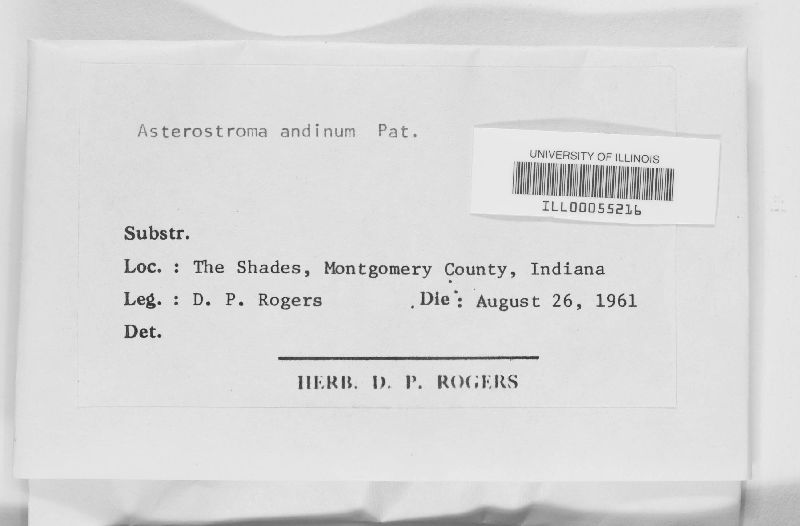 Asterostroma andinum Pat.
UNIVERSITY OF ILLINOIS
ILL00055216
Substr.
Loc. : The Shades, Montgomery County, Indiana
Leg. : D. P. Rogers Die : August 26, 1961
Det.
HERB. D. P. ROGERS